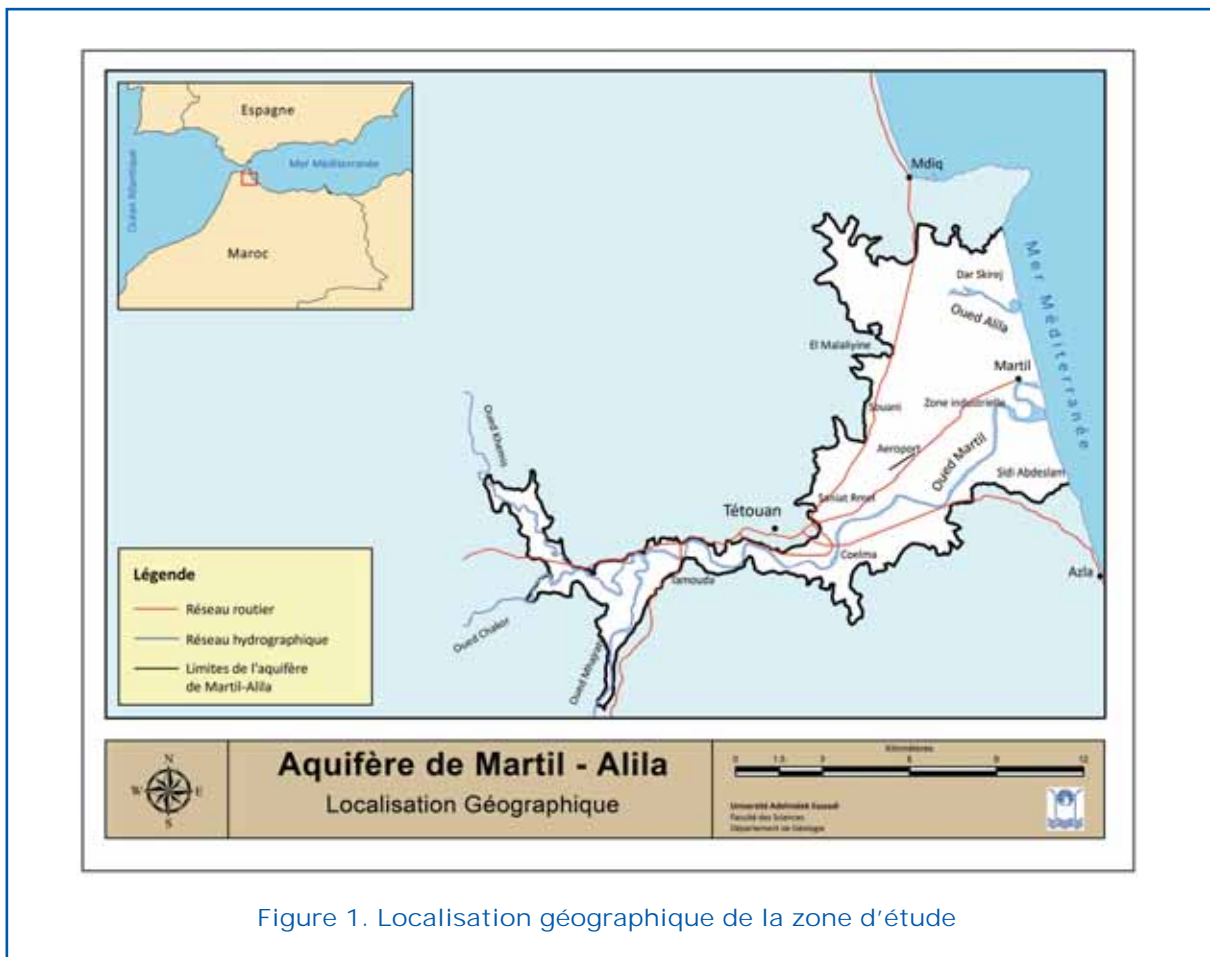 Espagne
Mer Méditerranée
Océan Atlantique
Maroc
Mdiq
Mer Méditerranée
Dar Skirej
Oued Alila
El Malaliyine
Martil
Souani
Zone industrielle
Aeroport
Oued Martil
Sidi Abdeslam
Oued Khemis
Saniat Rmel
Tétouan
Coelma
Azla
Tamouda
Oued Chakor
Oued Mhajrat
Légende
Réseau routier
Réseau hydrographique
Limites de l'aquifère
de Martil-Alila
N
W E
S
Aquifère de Martil - Alila
Localisation Géographique
Kilomètres
0 1,5 3 6 9 12
Université Adelmalek Essaadi
Faculté des Sciences
Département de Géologie
Figure 1. Localisation géographique de la zone d'étude